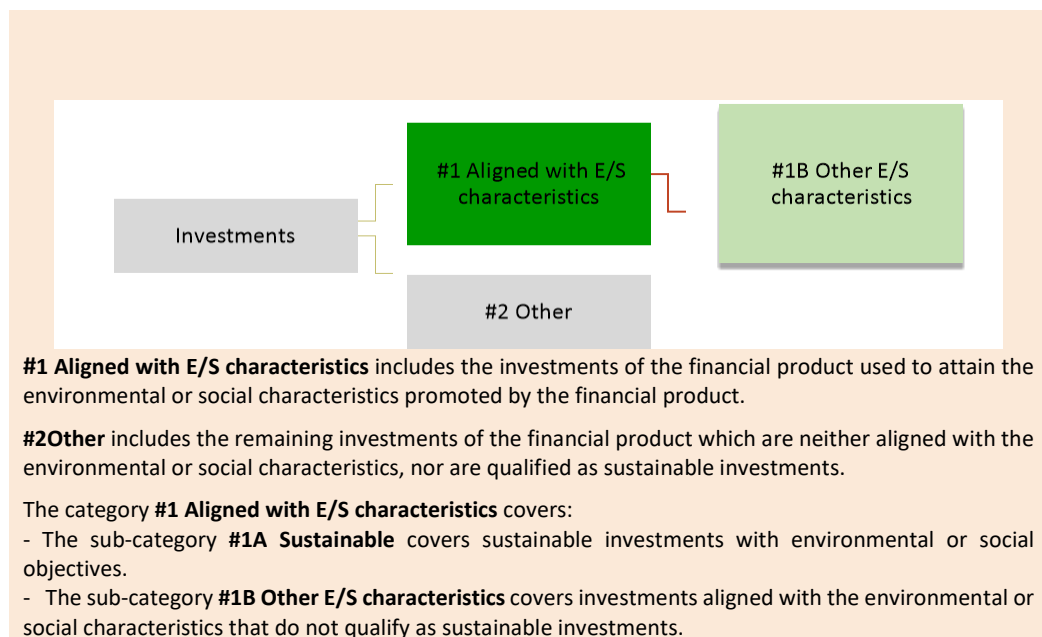 #1 Aligned with E/S
characteristics
#1B Other E/S
characteristics
Investments
#2 Other
#1 Aligned with E/S characteristics includes the investments of the financial product used to attain the
environmental or social characteristics promoted by the financial product.
#2Other includes the remaining investments of the financial product which are neither aligned with the
environmental or social characteristics, nor are qualified as sustainable investments.
The category #1 Aligned with E/S characteristics covers:
- The sub-category #1A Sustainable covers sustainable investments with environmental or social
objectives.
- The sub-category #1B Other E/S characteristics covers investments aligned with the environmental or
social characteristics that do not qualify as sustainable investments.